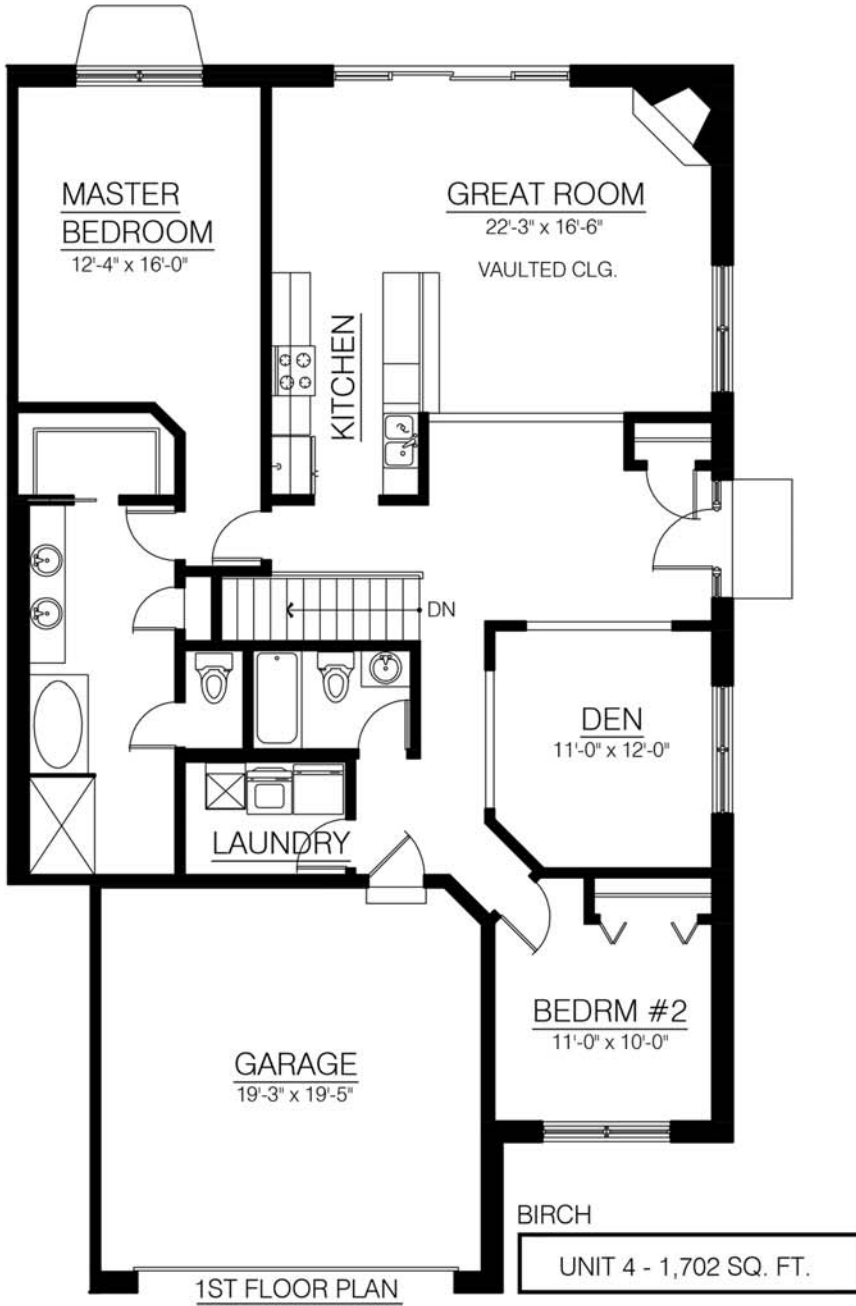 MASTER
BEDROOM
12'-4" x 16'-0"
GREAT ROOM
22'-3" x 16'-6"
VAULTED CLG.
KITCHEN
DN
DEN
11'-0" x 12'-0"
LAUNDRY
BEDRM #2
11'-0" x 10'-0"
GARAGE
19'-3" x 19'-5"
BIRCH
UNIT 4 - 1,702 SQ. FT.
1ST FLOOR PLAN